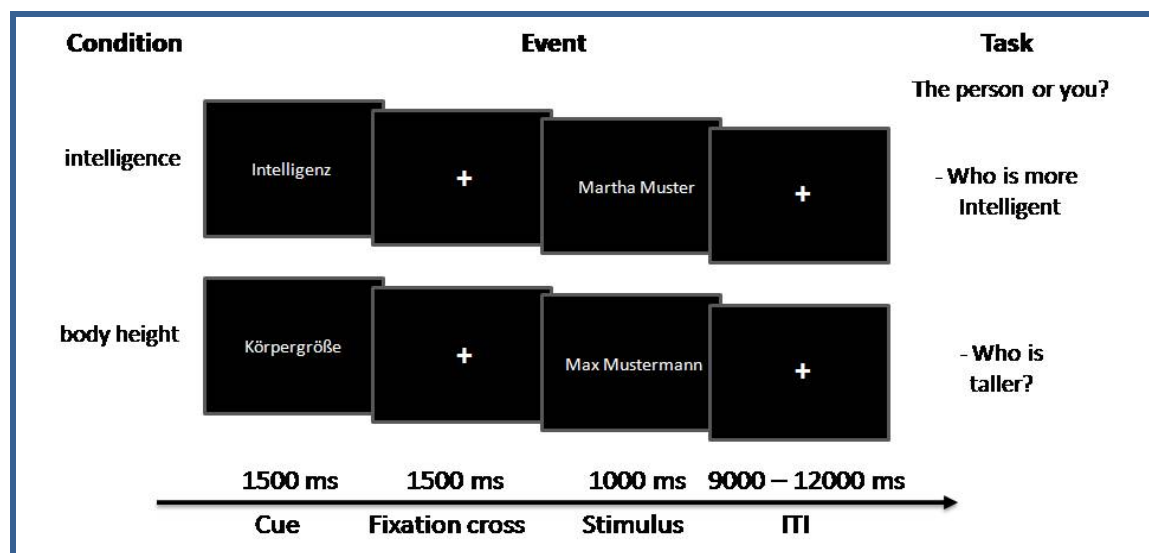 Condition Event Task
The person or you?
intelligence
Intelligenz
+
Martha Muster
+
- Who is more
Intelligent
body height
Körpergröße
+
Max Mustermann
+
- Who is
taller?
1500 ms 1500 ms 1000 ms 9000 – 12000 ms
Cue Fixation cross Stimulus ITI